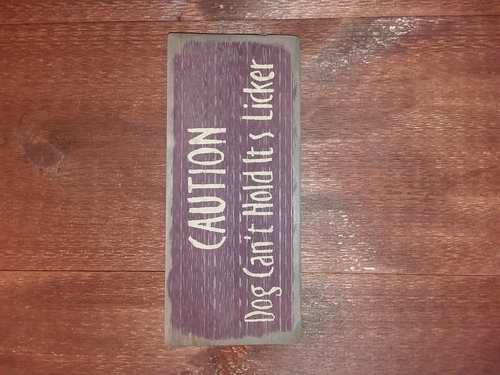 CAUTION
Dog Can't Hold It's Licker